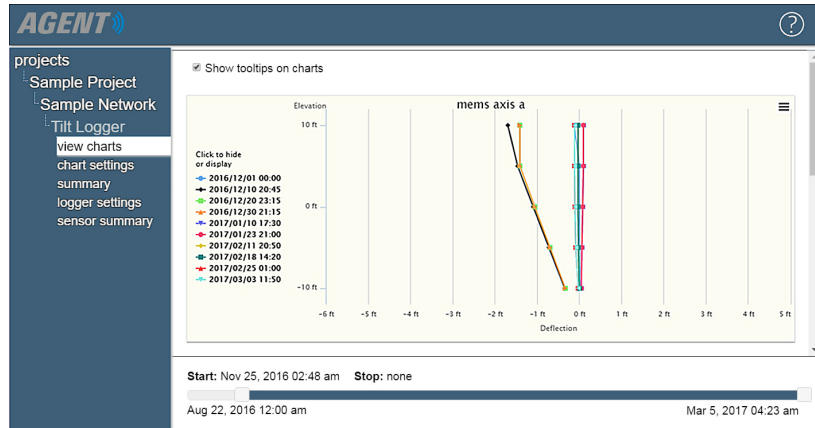 AGENT
?
projects
Sample Project
Sample Network
Tilt Logger
view charts
chart settings
summary
logger settings
sensor summary
Show tooltips on charts
Elevation
mems axis a
10 ft
0 ft
-10 ft
Click to hide
or display
2016/12/01 00:00
2016/12/10 20:45
2016/12/20 23:15
2016/12/30 21:15
2017/01/10 17:30
2017/01/23 21:00
2017/02/11 20:50
2017/02/18 14:20
2017/02/25 01:00
2017/03/03 11:50
-6 ft -5 ft -4 ft -3 ft -2 ft -1 ft 0 ft 1 ft 2 ft 3 ft 4 ft 5 ft
Deflection
Start: Nov 25, 2016 02:48 am Stop: none
Aug 22, 2016 12:00 am Mar 5, 2017 04:23 am